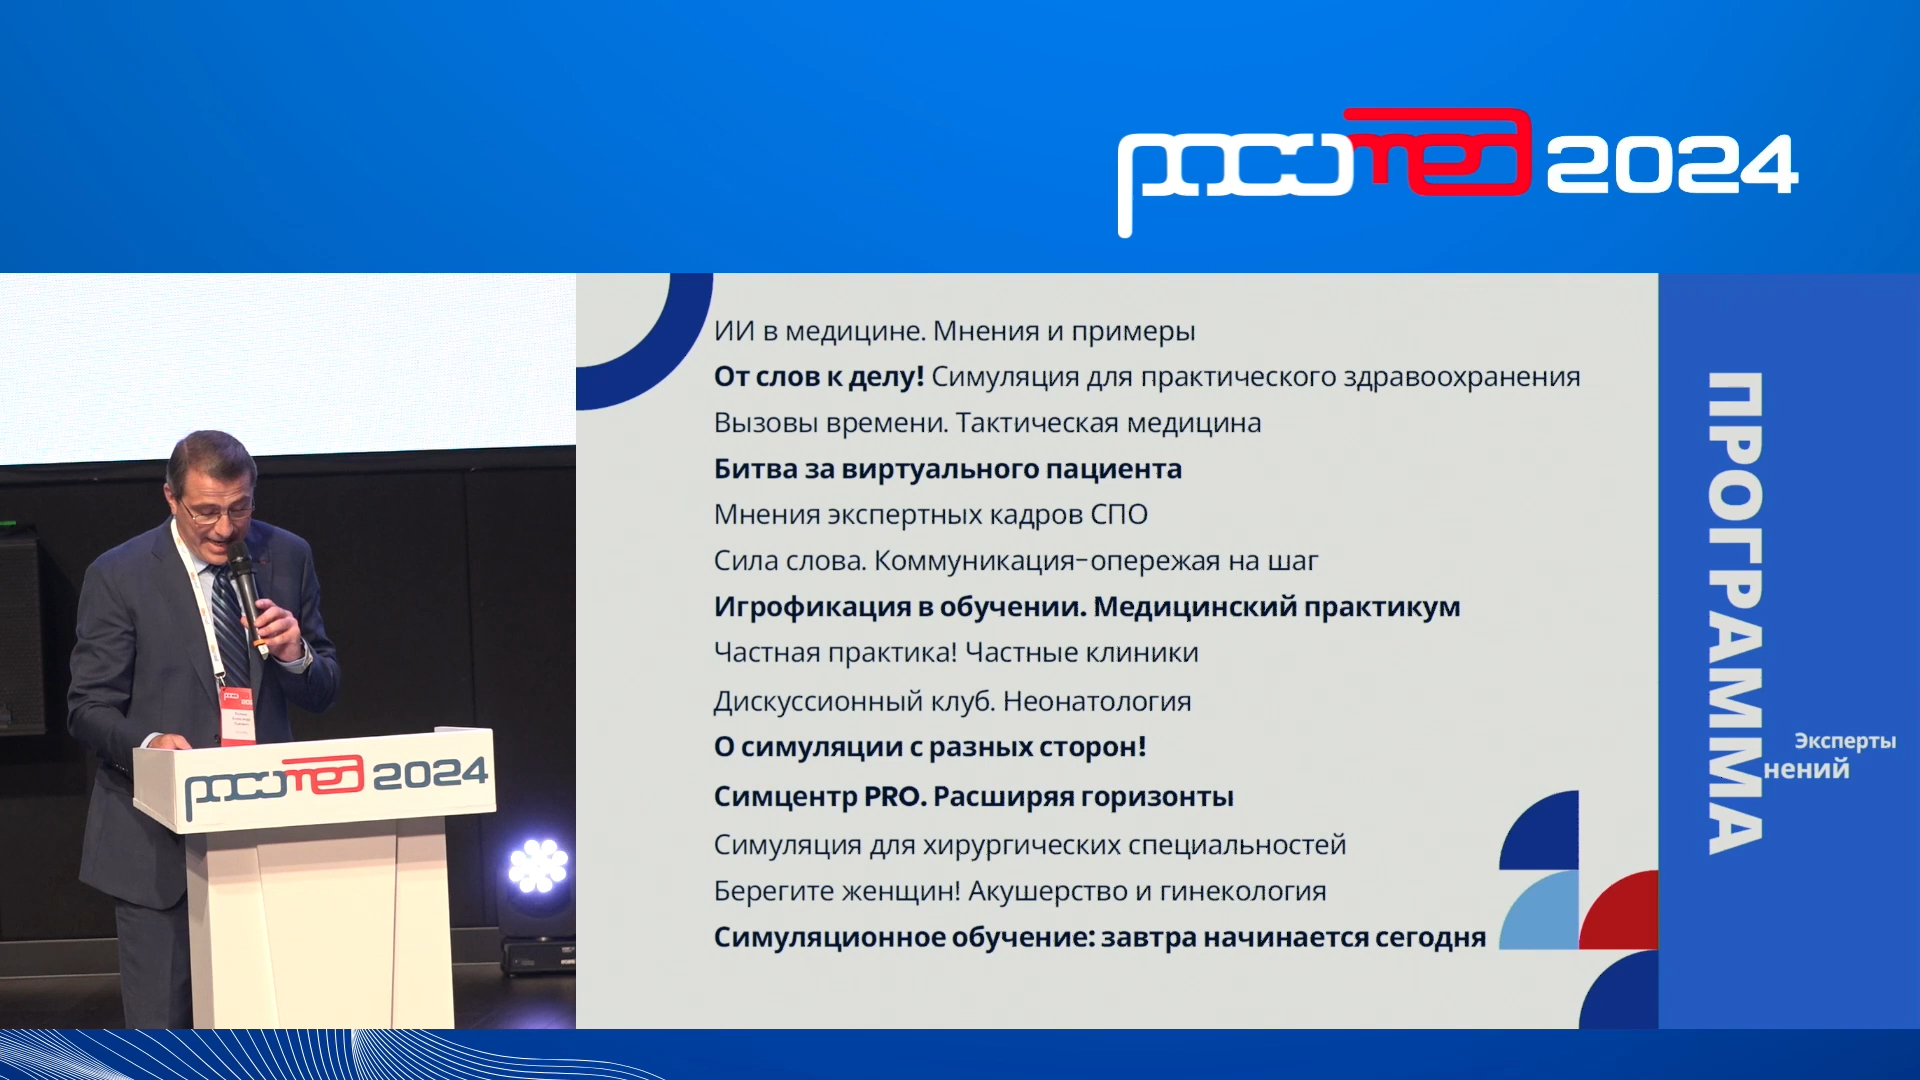 росомед 2024
ИИ в медицине. Мнения и примеры
От слов к делу! Симуляция для практического здравоохранения
Вызовы времени. Тактическая медицина
Битва за виртуального пациента
Мнения экспертных кадров СПО
Сила слова. Коммуникация-опережая на шаг
Игрофикация в обучении. Медицинский практикум
Частная практика! Частные клиники
Дискуссионный клуб. Неонатология
О симуляции с разных сторон!
Симцентр PRO. Расширяя горизонты
Симуляция для хирургических специальностей
Берегите женщин! Акушерство и гинекология
Симуляционное обучение: завтра начинается сегодня
ПРОГРАММА
Эксперты
нений
росомед 2024